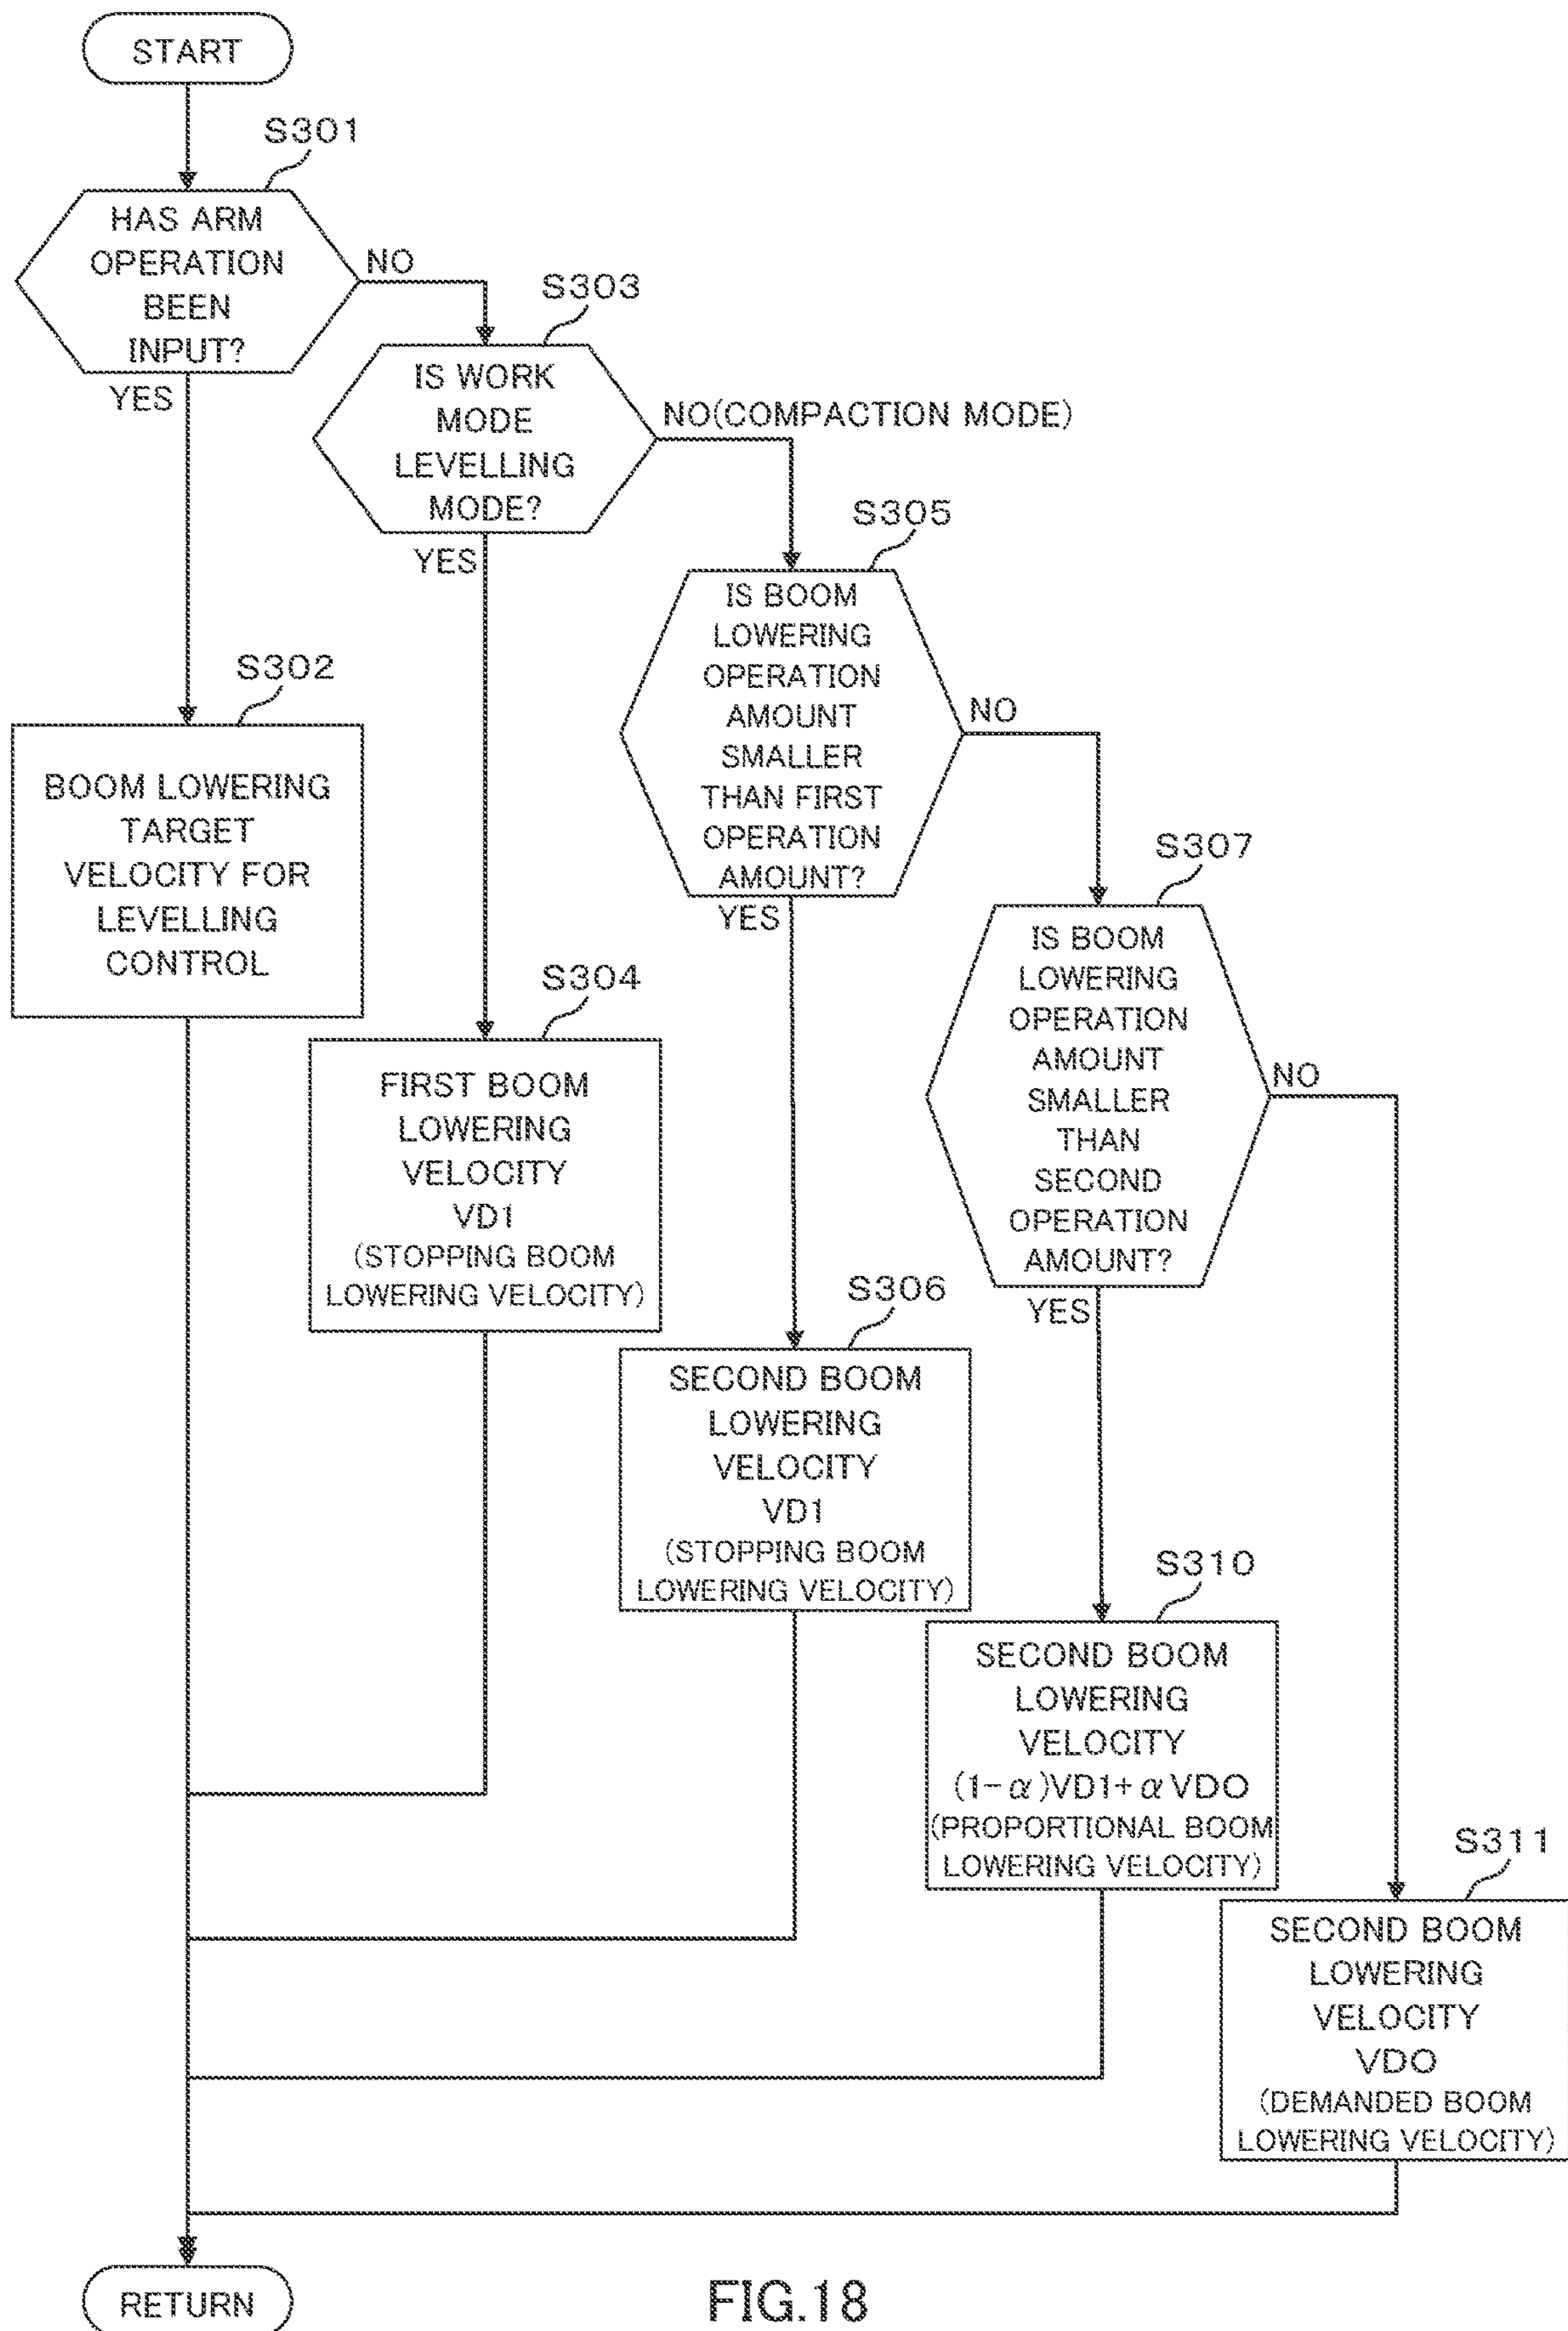 START
S301
HAS ARM
OPERATION
BEEN
INPUT?
NO
YES
S303
IS WORK
MODE
LEVELLING
MODE?
NO(COMPACTION MODE)
YES
S305
IS BOOM
LOWERING
OPERATION
AMOUNT
SMALLER
THAN FIRST
OPERATION
AMOUNT?
NO
YES
S302
BOOM LOWERING
TARGET
VELOCITY FOR
LEVELLING
CONTROL
S307
IS BOOM
LOWERING
OPERATION
AMOUNT
SMALLER
THAN
SECOND
OPERATION
AMOUNT?
NO
YES
S304
FIRST BOOM
LOWERING
VELOCITY
VD1
(STOPPING BOOM
LOWERING VELOCITY)
S306
SECOND BOOM
LOWERING
VELOCITY
VD1
(STOPPING BOOM
LOWERING VELOCITY)
S310
SECOND BOOM
LOWERING
VELOCITY
(1-α)VD1+αVDO
(PROPORTIONAL BOOM
LOWERING VELOCITY)
S311
SECOND BOOM
LOWERING
VELOCITY
VDO
(DEMANDED BOOM
LOWERING VELOCITY)
RETURN
FIG.18